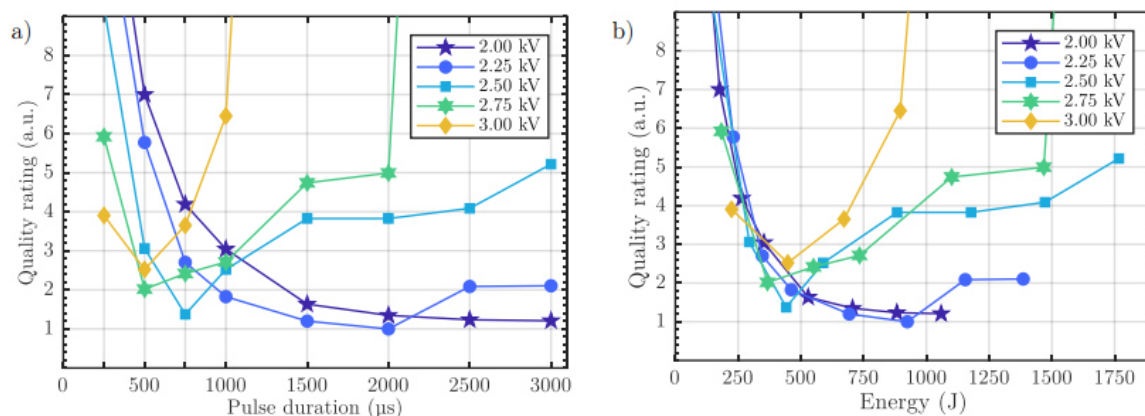 a)
Quality rating (a.u.)
8
7
6
5
4
3
2
1
0
500
1000
1500
2000
2500
3000
Pulse duration (µs)
2.00 kV
2.25 kV
2.50 kV
2.75 kV
3.00 kV
b)
Quality rating (a.u.)
8
7
6
5
4
3
2
1
0
250
500
750
1000
1250
1500
1750
Energy (J)
2.00 kV
2.25 kV
2.50 kV
2.75 kV
3.00 kV